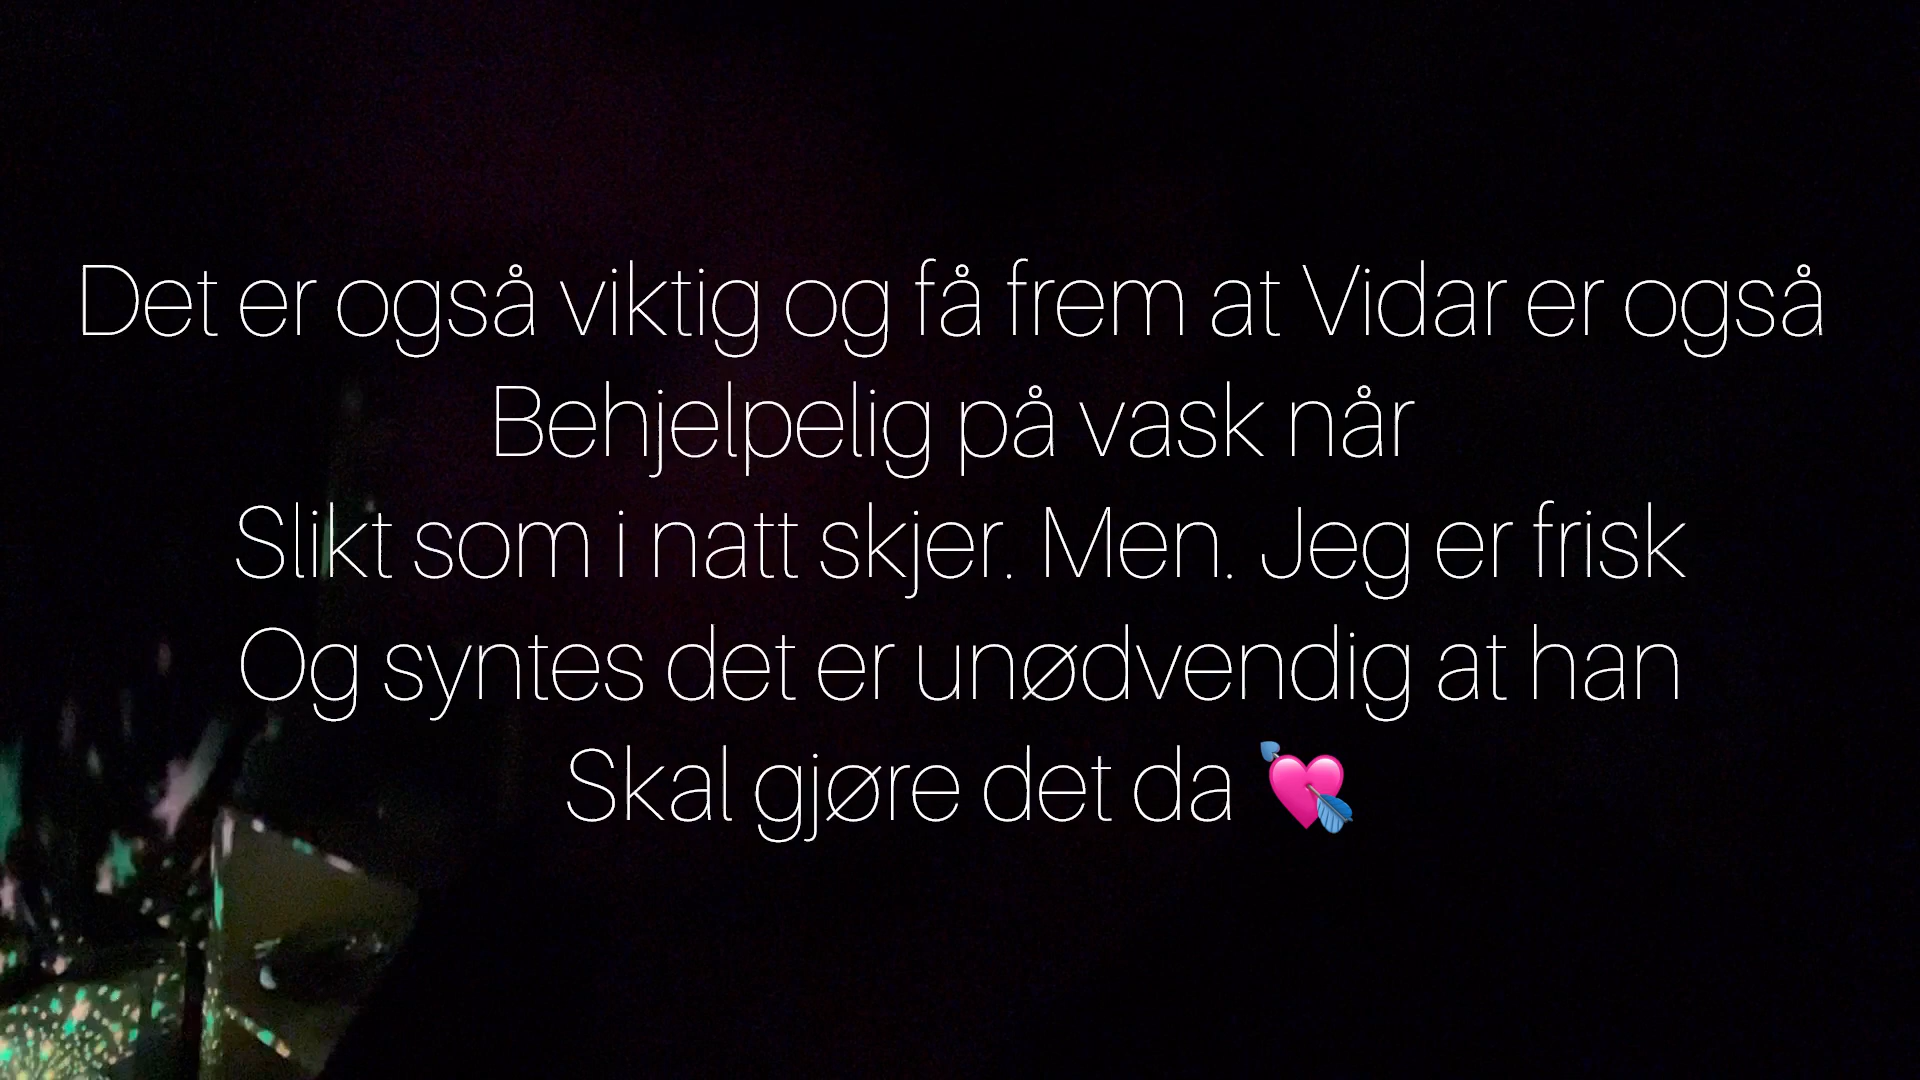 Det er også viktig og få frem at Vidar er også
Behjelpelig på vask når
Slikt som i natt skjer. Men. Jeg er frisk
Og syntes det er unødvendig at han
Skal gjøre det da 💘